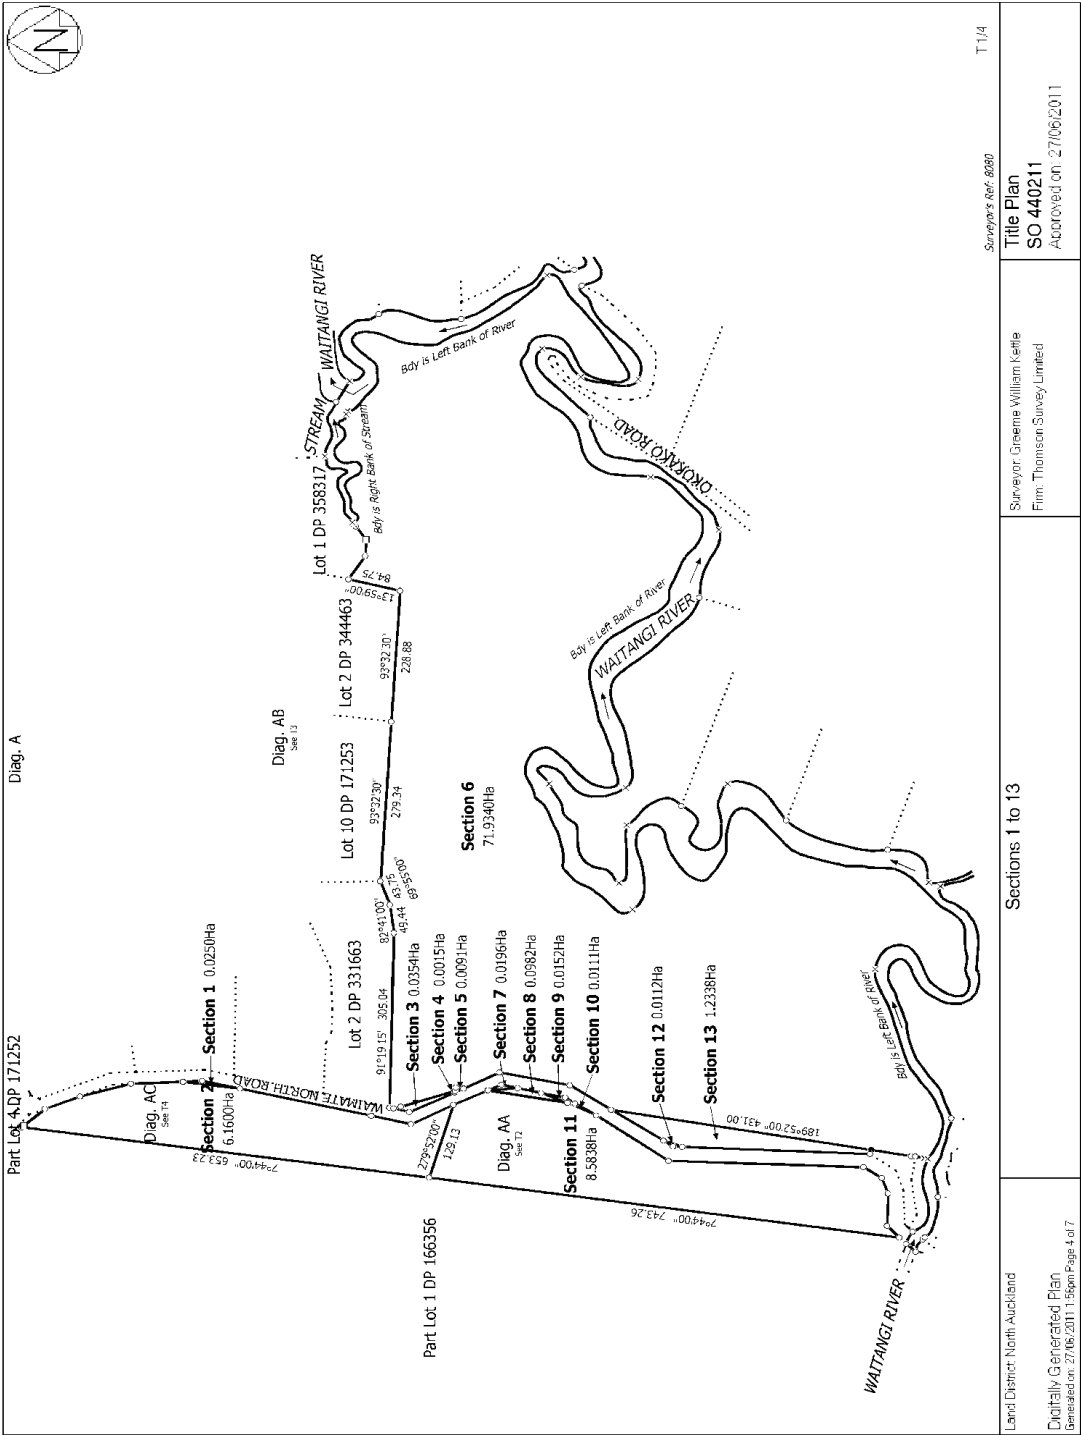 N
Diag. A
Part Lot 4 DP 171252
T 1/4
STREAM
WAITANGI RIVER
Lot 1 DP 358317
Bdy is Right Bank of Stream
Bdy is Left Bank of River
84.75
13°59'00"
Lot 2 DP 344463
93°32'30"
228.88
Diag. AB
See T3
Lot 10 DP 171253
93°32'30"
279.34
43.75
69°55'00"
82°41'00"
49.44
Lot 2 DP 331663
91°19'15" 305.04
Section 1 0.0250Ha
Diag. AC
See T4
Section 2
6.1600Ha
WAIMATE NORTH ROAD
7°44'00" 653.23
Section 3 0.0354Ha
Section 4 0.0015Ha
Section 5 0.0091Ha
Section 6
71.9340Ha
Section 7 0.0196Ha
Section 8 0.0982Ha
Section 9 0.0152Ha
Section 10 0.0111Ha
Section 11
8.5838Ha
Section 12 0.0112Ha
Section 13 1.2338Ha
279°52'00"
129.13
Diag. AA
See T2
Part Lot 1 DP 166356
7°44'00" 743.26
189°52'00" 431.00
OKORAKO ROAD
Bdy is Left Bank of River
WAITANGI RIVER
Bdy is Left Bank of River
WAITANGI RIVER
Surveyor's Ref: 8080
Land District: North Auckland
Digitally Generated Plan
Generated on: 27/06/2011 1:56pm Page 4 of 7
Sections 1 to 13
Surveyor: Graeme William Kettle
Firm: Thomson Survey Limited
Title Plan
SO 440211
Approved on: 27/06/2011